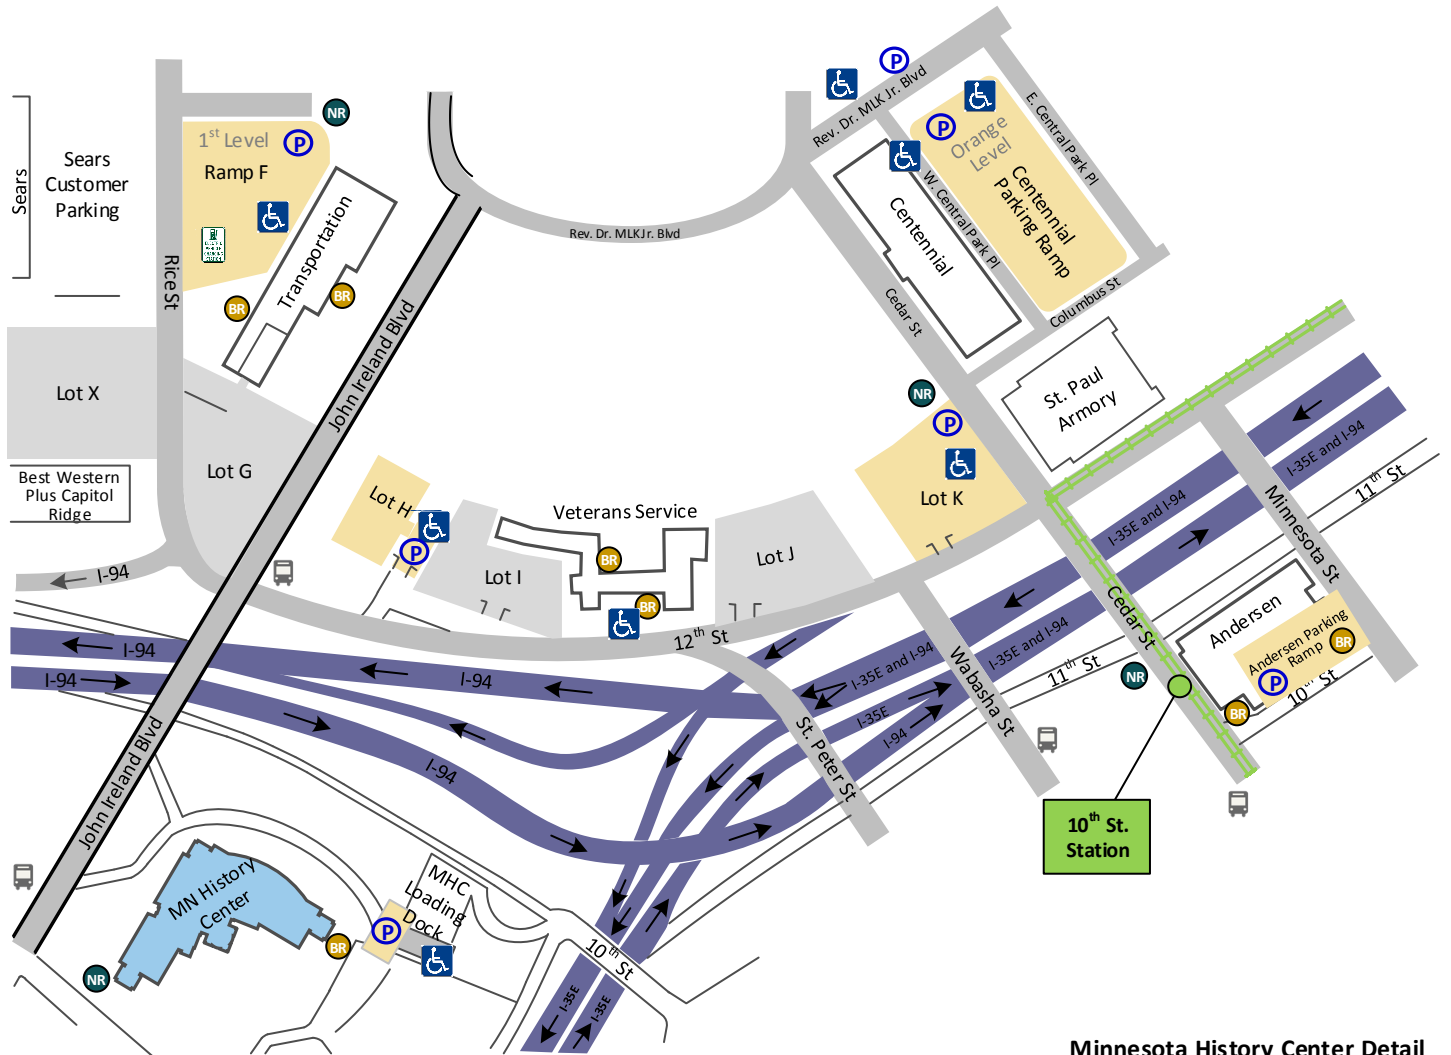 Rev. Dr. MLK Jr. Blvd
P
NR
1st Level
P
Ramp F
Sears
Sears
Customer
Parking
P
Orange
Level
E. Central Park Pl
Centennial
Parking Ramp
W. Central Park Pl
Centennial
Transportation
Rev. Dr. MLK Jr. Blvd
Rice St
BR
BR
Cedar St
Columbus St
John Ireland Blvd
Lot X
St. Paul
Armory
NR
P
Lot K
I-35E and I-94
I-35E and I-94
11th St
Minnesota St
Best Western
Plus Capitol
Ridge
Lot G
Lot H
P
Veterans Service
BR
BR
Lot I
Lot J
I-94
12th St
Cedar St
Andersen
Andersen Parking
Ramp
BR
P
10th St
BR
NR
11th St
I-35E and I-94
I-35E and I-94
Wabasha St
I-94
I-94
I-94
I-35E
I-94
St. Peter St
I-94
John Ireland Blvd
10th St.
Station
MN History
Center
MHC
Loading
Dock
P
BR
NR
10th St
I-35E
I-35E
Minnesota History Center Detail